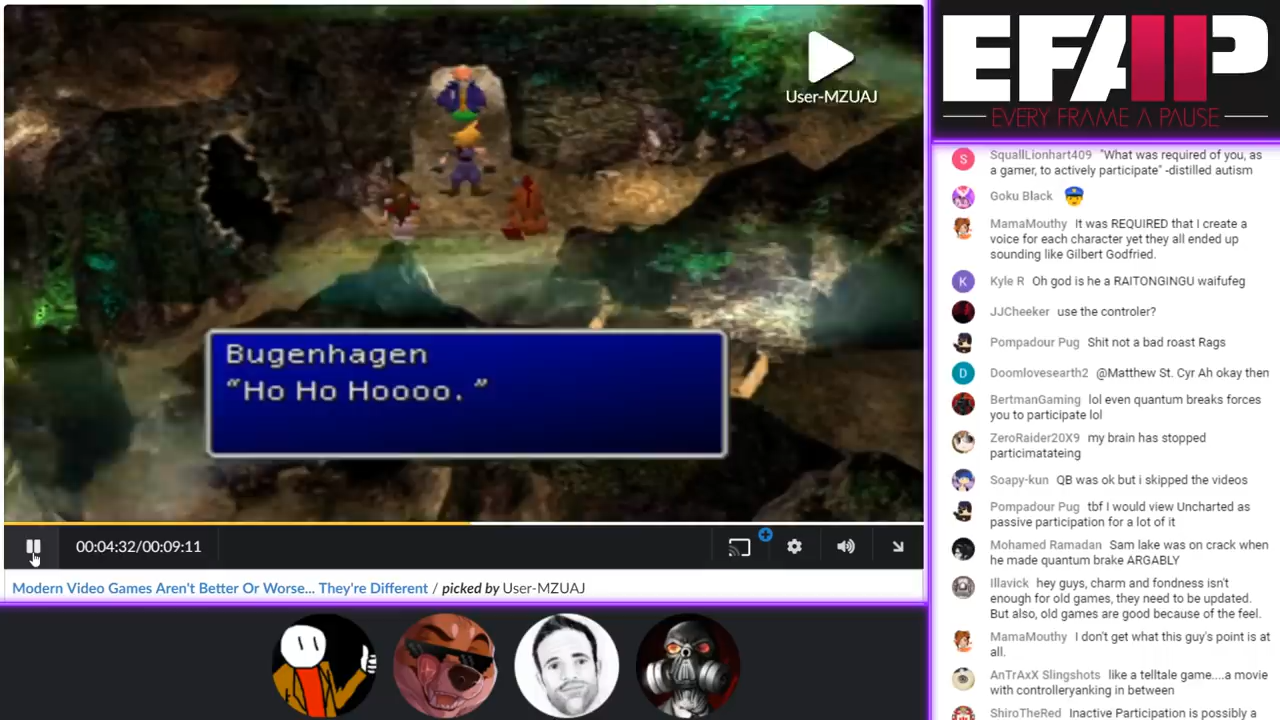 User-MZUAJ
Bugenhagen
“Ho Ho Hoooo. ”
00:04:32/00:09:11
Modern Video Games Aren't Better Or Worse... They're Different / picked by User-MZUAJ
EFAP
EVERY FRAME A PAUSE
S
SquallLionhart409 "What was required of you, as
a gamer, to actively participate" -distilled autism
Goku Black
MamaMouthy It was REQUIRED that I create a
voice for each character yet they all ended up
sounding like Gilbert Godfried.
K
Kyle R Oh god is he a RAITONGINGU waifufeg
JJCheeker use the controler?
Pompadour Pug Shit not a bad roast Rags
D
Doomlovesearth2 @Matthew St. Cyr Ah okay then
BertmanGaming lol even quantum breaks forces
you to participate lol
ZeroRaider20X9 my brain has stopped
particimatateing
Soapy-kun QB was ok but i skipped the videos
Pompadour Pug tbf I would view Uncharted as
passive participation for a lot of it
Mohamed Ramadan Sam lake was on crack when
he made quantum brake ARGABLY
Illavick hey guys, charm and fondness isn't
enough for old games, they need to be updated.
But also, old games are good because of the feel.
MamaMouthy I don't get what this guy's point is at
all.
AnTrAxX Slingshots like a telltale game....a movie
with controlleryanking in between
ShiroTheRed Inactive Participation is possibly a